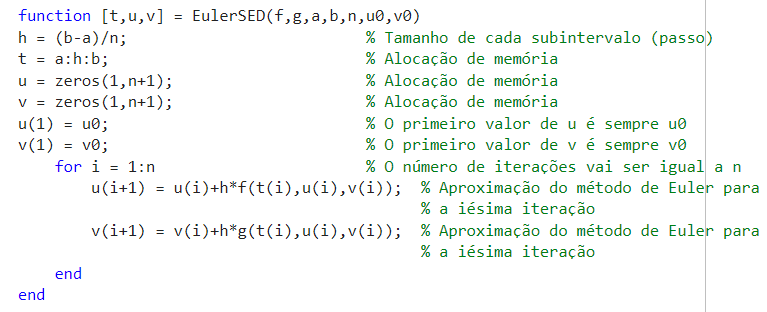 function [t,u,v] = EulerSED(f,g,a,b,n,u0,v0)
h = (b-a)/n; % Tamanho de cada subintervalo (passo)
t = a:h:b; % Alocação de memória
u = zeros(1,n+1); % Alocação de memória
v = zeros(1,n+1); % Alocação de memória
u(1) = u0; % O primeiro valor de u é sempre u0
v(1) = v0; % O primeiro valor de v é sempre v0
for i = 1:n % O número de iterações vai ser igual a n
u(i+1) = u(i)+h*f(t(i),u(i),v(i)); % Aproximação do método de Euler para
% a iésima iteração
v(i+1) = v(i)+h*g(t(i),u(i),v(i)); % Aproximação do método de Euler para
% a iésima iteração
end
end